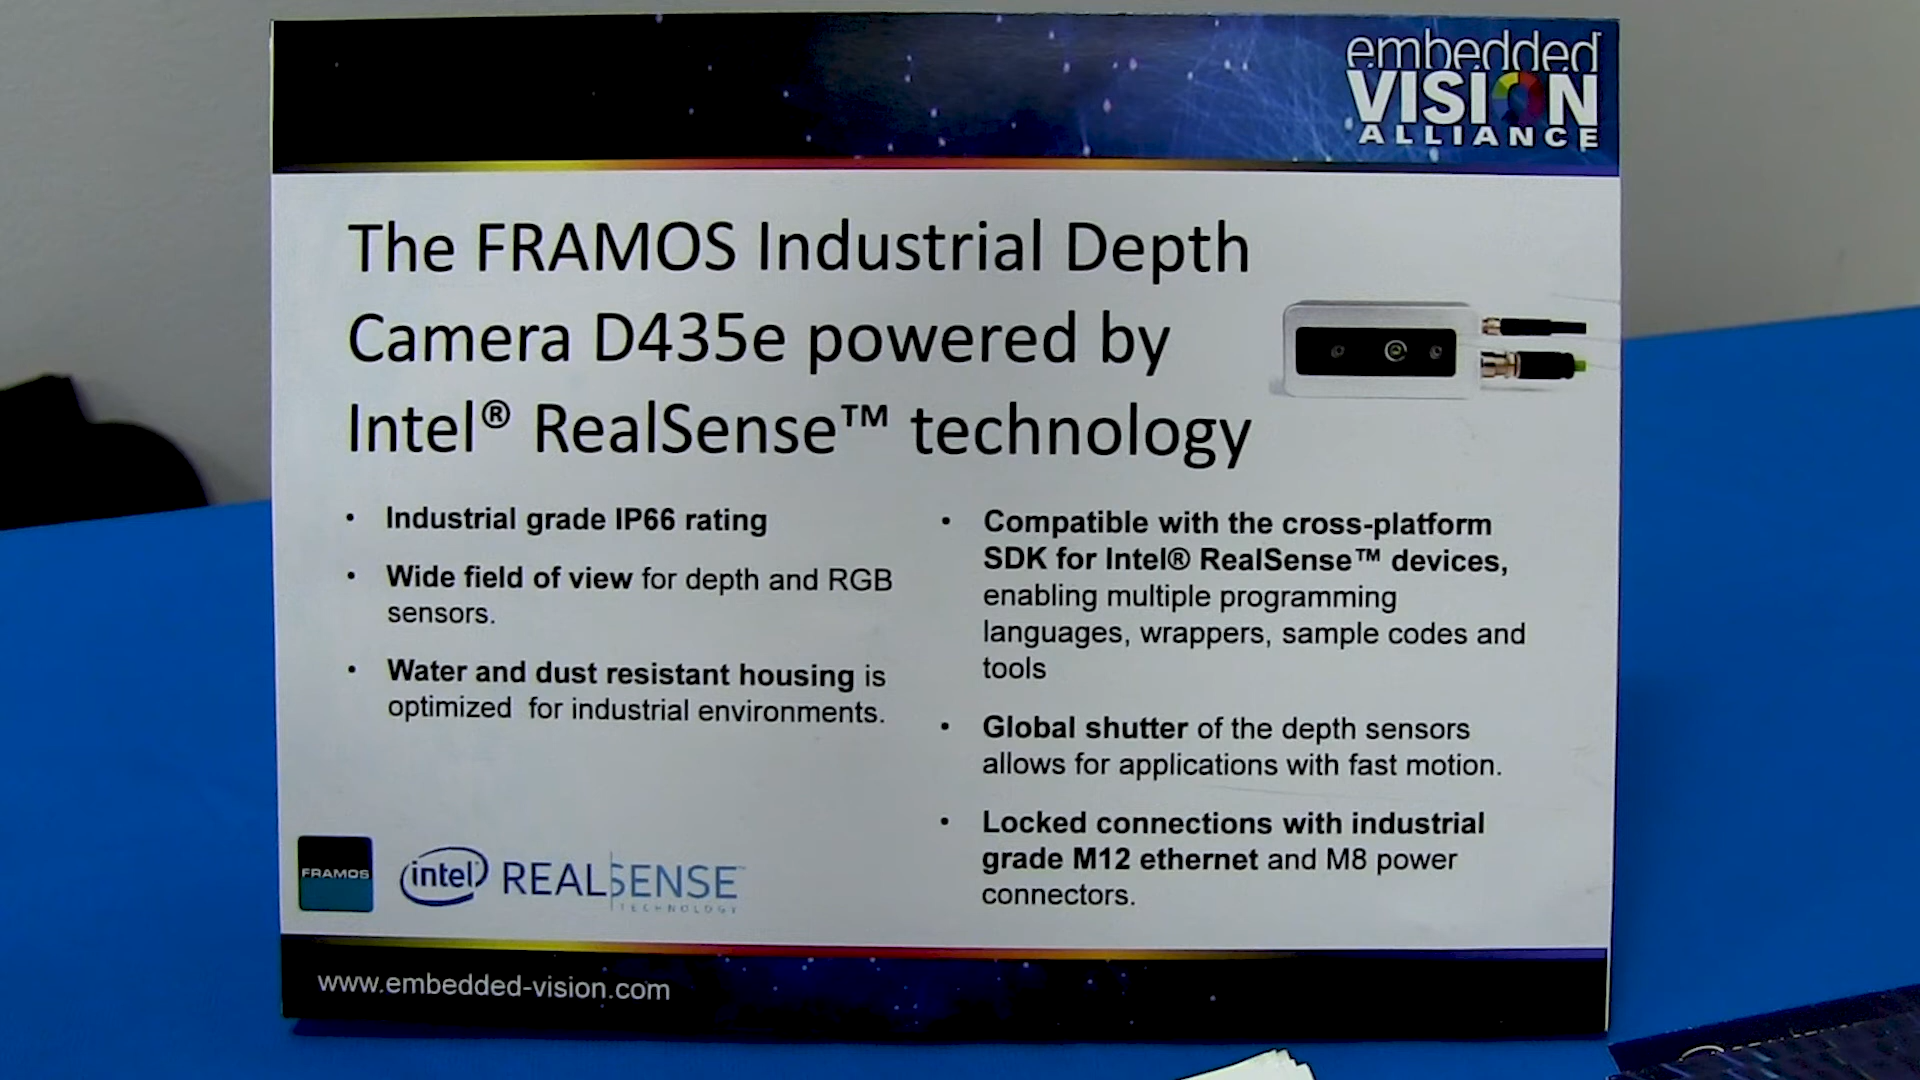 embedded
VISION
ALLIANCE
The FRAMOS Industrial Depth
Camera D435e powered by
Intel® RealSense™ technology
• Industrial grade IP66 rating
• Wide field of view for depth and RGB
sensors.
• Water and dust resistant housing is
optimized for industrial environments.
• Compatible with the cross-platform
SDK for Intel® RealSense™ devices,
enabling multiple programming
languages, wrappers, sample codes and
tools
• Global shutter of the depth sensors
allows for applications with fast motion.
• Locked connections with industrial
grade M12 ethernet and M8 power
connectors.
FRAMOS
intel REALSENSE™
TECHNOLOGY
www.embedded-vision.com